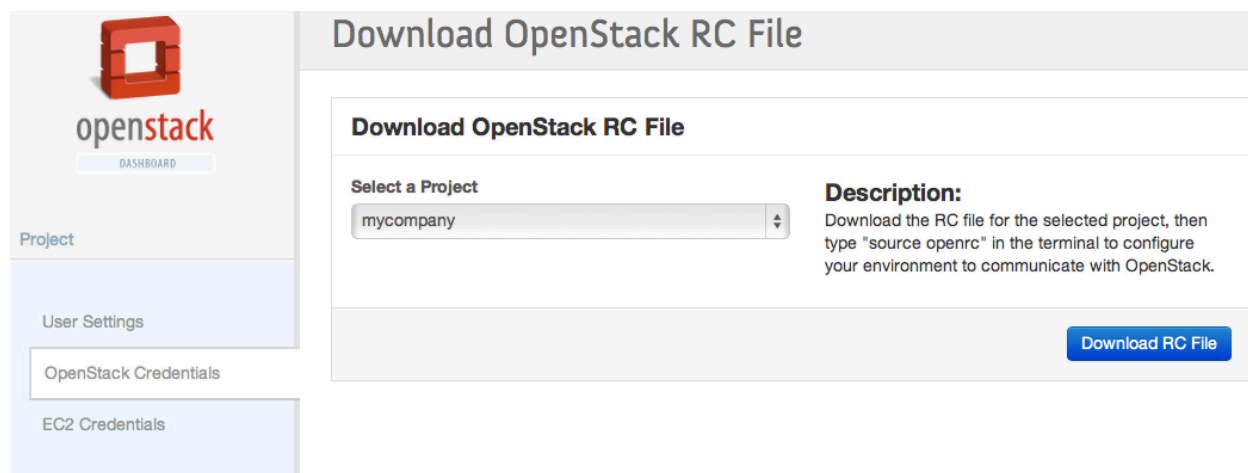 openstack
DASHBOARD
Project
User Settings
OpenStack Credentials
EC2 Credentials
Download OpenStack RC File
Download OpenStack RC File
Select a Project
mycompany
Description:
Download the RC file for the selected project, then
type "source openrc" in the terminal to configure
your environment to communicate with OpenStack.
Download RC File